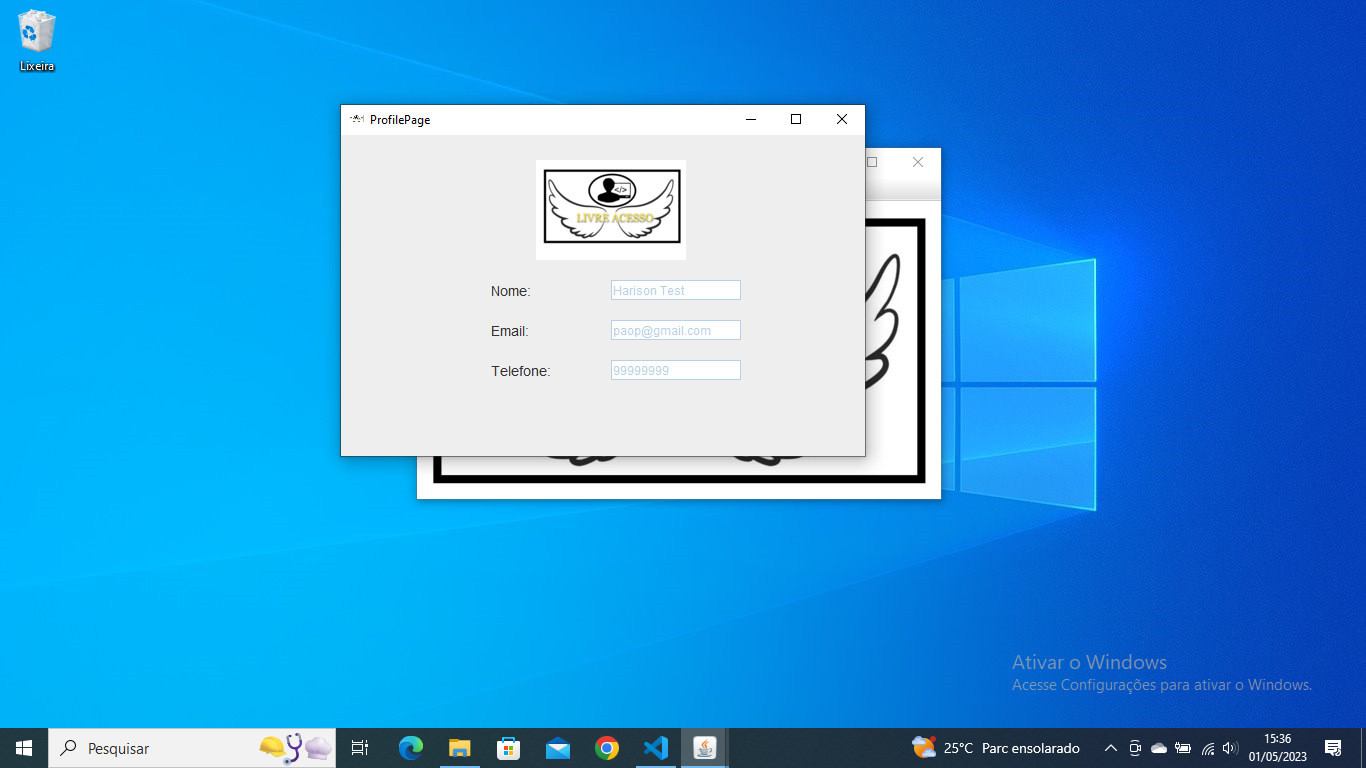 Lixeira
ProfilePage
</>
LIVRE ACESSO
Nome:
Harison Test
Email:
paop@gmail.com
Telefone:
99999999
Ativar o Windows
Acesse Configurações para ativar o Windows.
Pesquisar
25°C Parc ensolarado
15:36
01/05/2023